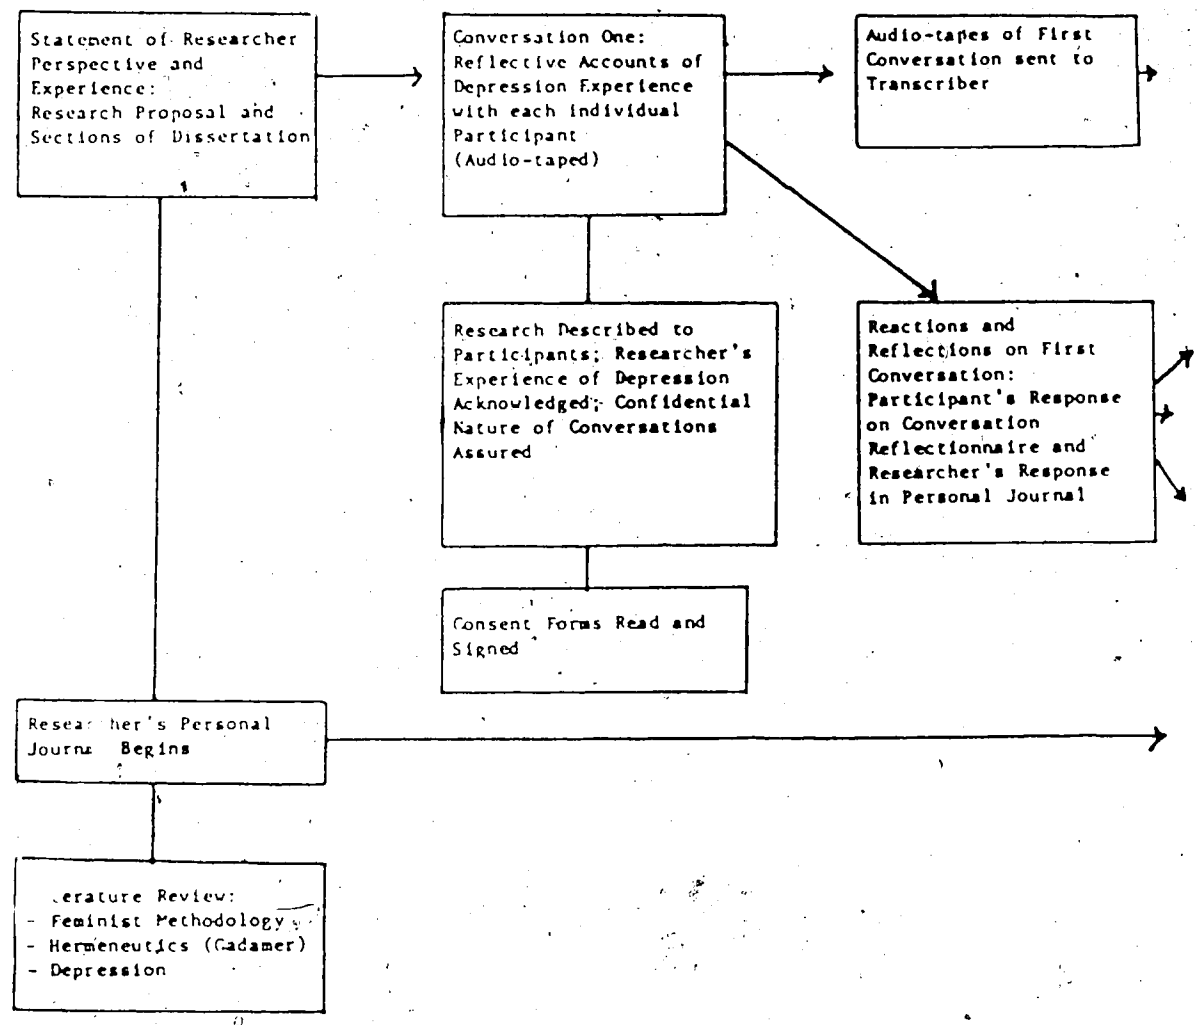 Statement of Researcher
Perspective and
Experience:
Research Proposal and
Sections of Dissertation
Conversation One:
Reflective Accounts of
Depression Experience
with each individual
Participant
(Audio-taped)
Audio-tapes of First
Conversation sent to
Transcriber
Research Described to
Participants; Researcher's
Experience of Depression
Acknowledged; Confidential
Nature of Conversations
Assured
Reactions and
Reflections on First
Conversation:
Participant's Response
on Conversation
Reflectionnaire and
Researcher's Response
in Personal Journal
Consent Forms Read and
Signed
Researcher's Personal
Journal Begins
Review:
- Feminist Methodology
- Hermeneutics (Gadamer)
- Depression